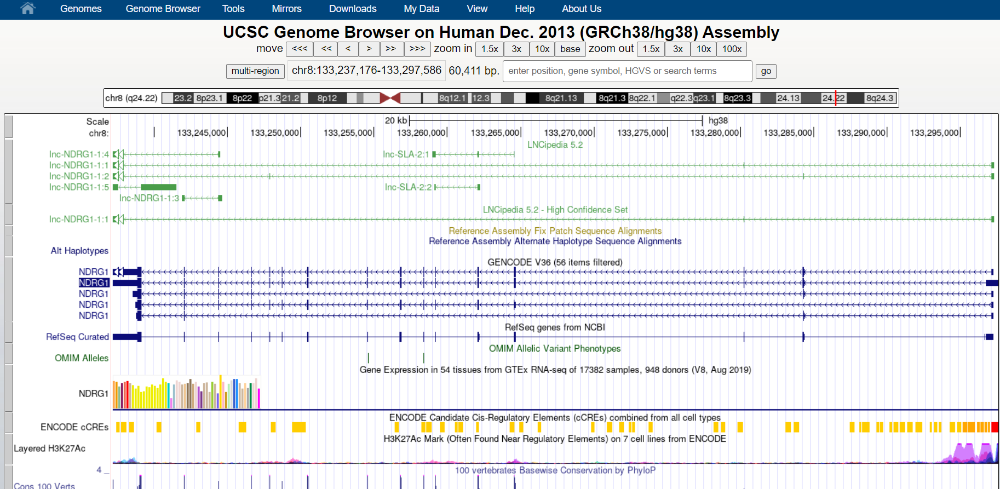 Genomes Genome Browser Tools Mirrors Downloads My Data View Help About Us
UCSC Genome Browser on Human Dec. 2013 (GRCh38/hg38) Assembly
move <<< << < > >> >>> zoom in 1.5x 3x 10x base zoom out 1.5x 3x 10x 100x
multi-region chr8:133,237,176-133,297,586 60,411 bp. enter position, gene symbol, HGVS or search terms go
chr8 (q24.22) 23.2 8p23.1 8p22 p21.3 21.2 8p12 8q12.1 12.3 8q21.13 8q21.3 8q22.1 q22.3 q23.1 8q23.3 24.13 24.22 8q24.3
Scale 20 kb hg38
chr8: 133,245,000 133,250,000 133,255,000 133,260,000 133,265,000 133,270,000 133,275,000 133,280,000 133,285,000 133,290,000 133,295,000
LNCipedia 5.2
lnc-NDRG1-1:4 lnc-SLA-2:1
lnc-NDRG1-1:1
lnc-NDRG1-1:2
lnc-NDRG1-1:5 lnc-SLA-2:2
lnc-NDRG1-1:3
LNCipedia 5.2 - High Confidence Set
lnc-NDRG1-1:1
Reference Assembly Fix Patch Sequence Alignments
Reference Assembly Alternate Haplotype Sequence Alignments
Alt Haplotypes
GENCODE V36 (56 items filtered)
NDRG1
NDRG1
NDRG1
NDRG1
NDRG1
RefSeq genes from NCBI
RefSeq Curated
OMIM Allelic Variant Phenotypes
OMIM Alleles
Gene Expression in 54 tissues from GTEx RNA-seq of 17382 samples, 948 donors (V8, Aug 2019)
NDRG1
ENCODE Candidate Cis-Regulatory Elements (cCREs) combined from all cell types
ENCODE cCREs
H3K27Ac Mark (Often Found Near Regulatory Elements) on 7 cell lines from ENCODE
Layered H3K27Ac
100 vertebrates Basewise Conservation by PhyloP
4 _
Cons 100 Verts